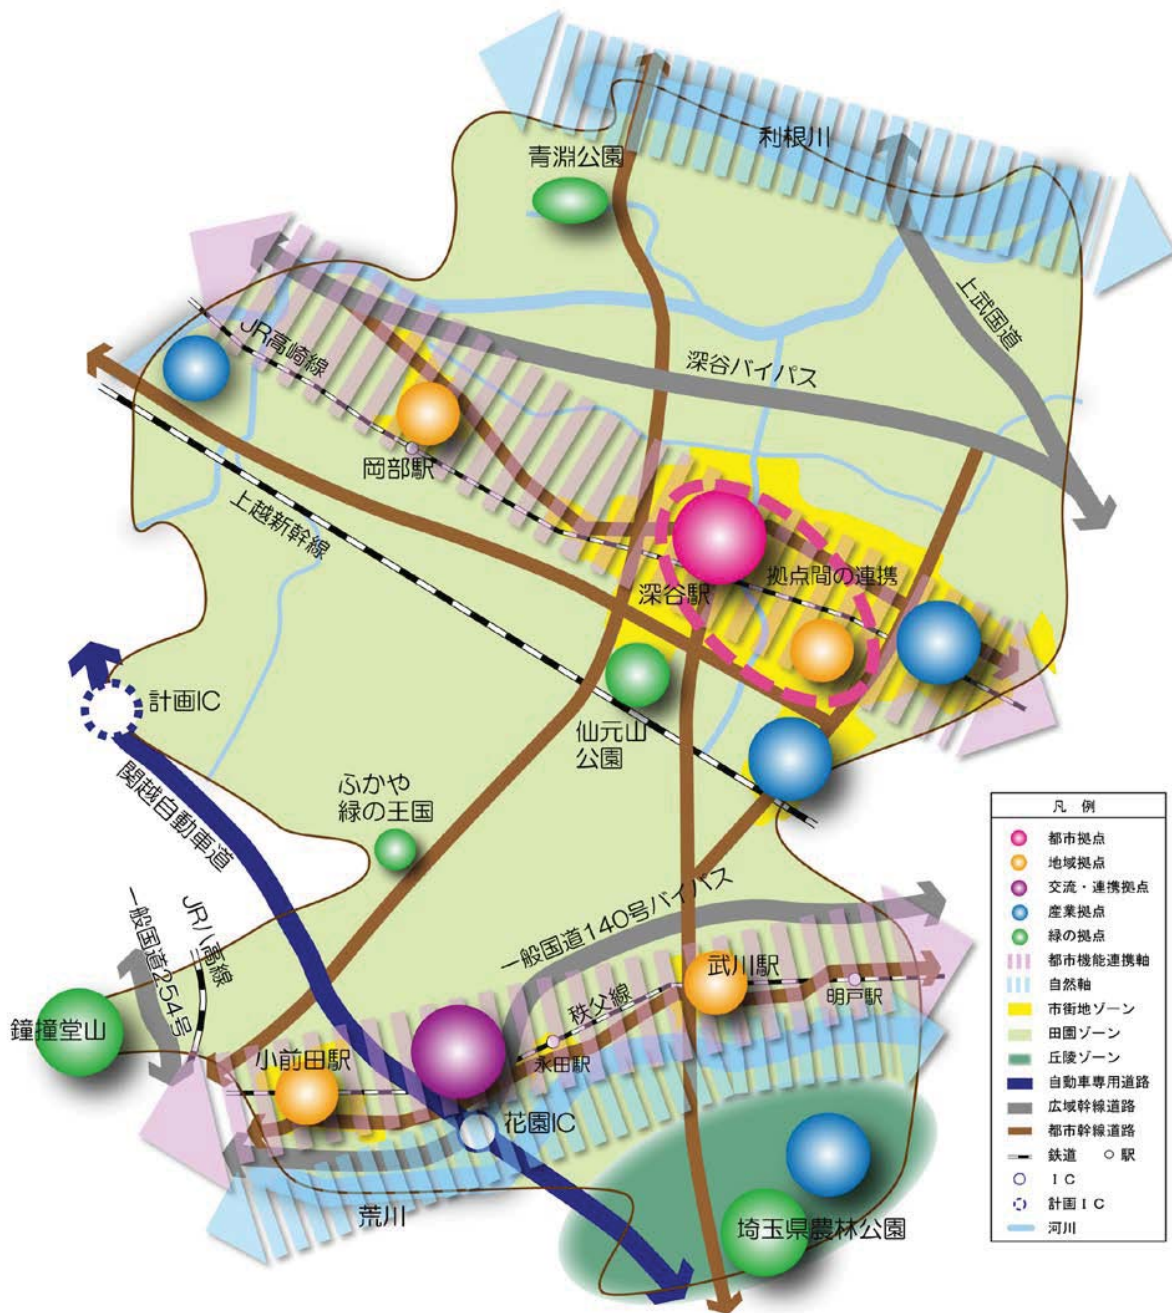 利根川
青淵公園
上武国道
JR高崎線
深谷バイパス
岡部駅
上越新幹線
拠点間の連携
深谷駅
計画IC
仙元山
公園
関越自動車道
ふかや
緑の王国
一般国道140号バイパス
JR八高線
一般国道254号
武川駅
明戸駅
秩父線
永田駅
鐘撞堂山
小前田駅
花園IC
荒川
埼玉県農林公園
凡 例
都市拠点
地域拠点
交流・連携拠点
産業拠点
緑の拠点
都市機能連携軸
自然軸
市街地ゾーン
田園ゾーン
丘陵ゾーン
自動車専用道路
広域幹線道路
都市幹線道路
鉄道 ○駅
IC
計画IC
河川